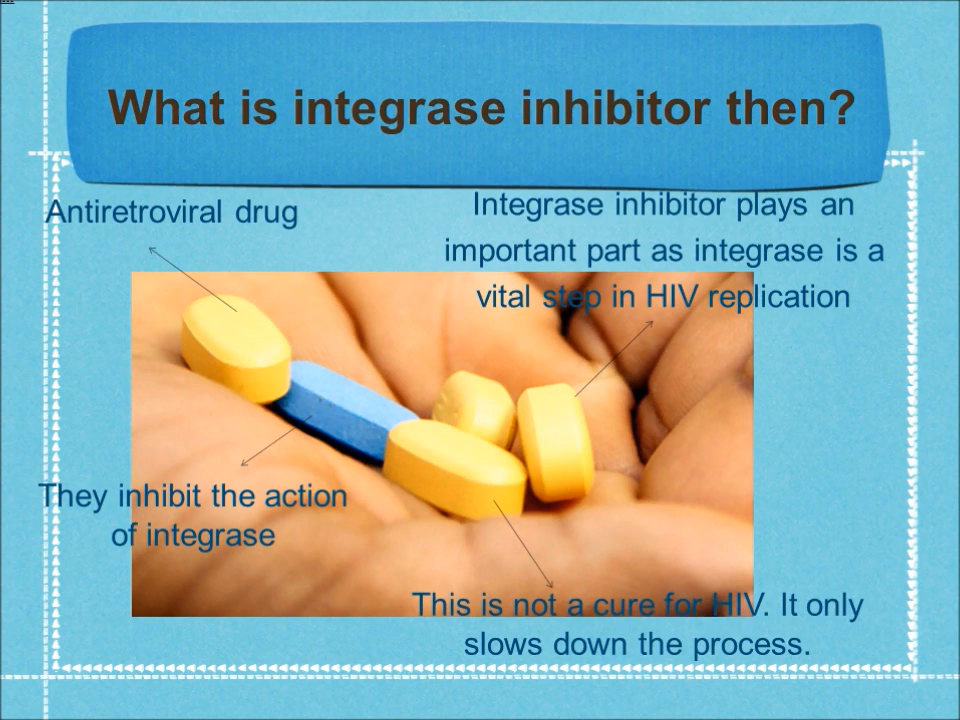 What is integrase inhibitor then?
Antiretroviral drug
Integrase inhibitor plays an
important part as integrase is a
vital step in HIV replication
They inhibit the action
of integrase
This is not a cure for HIV. It only
slows down the process.